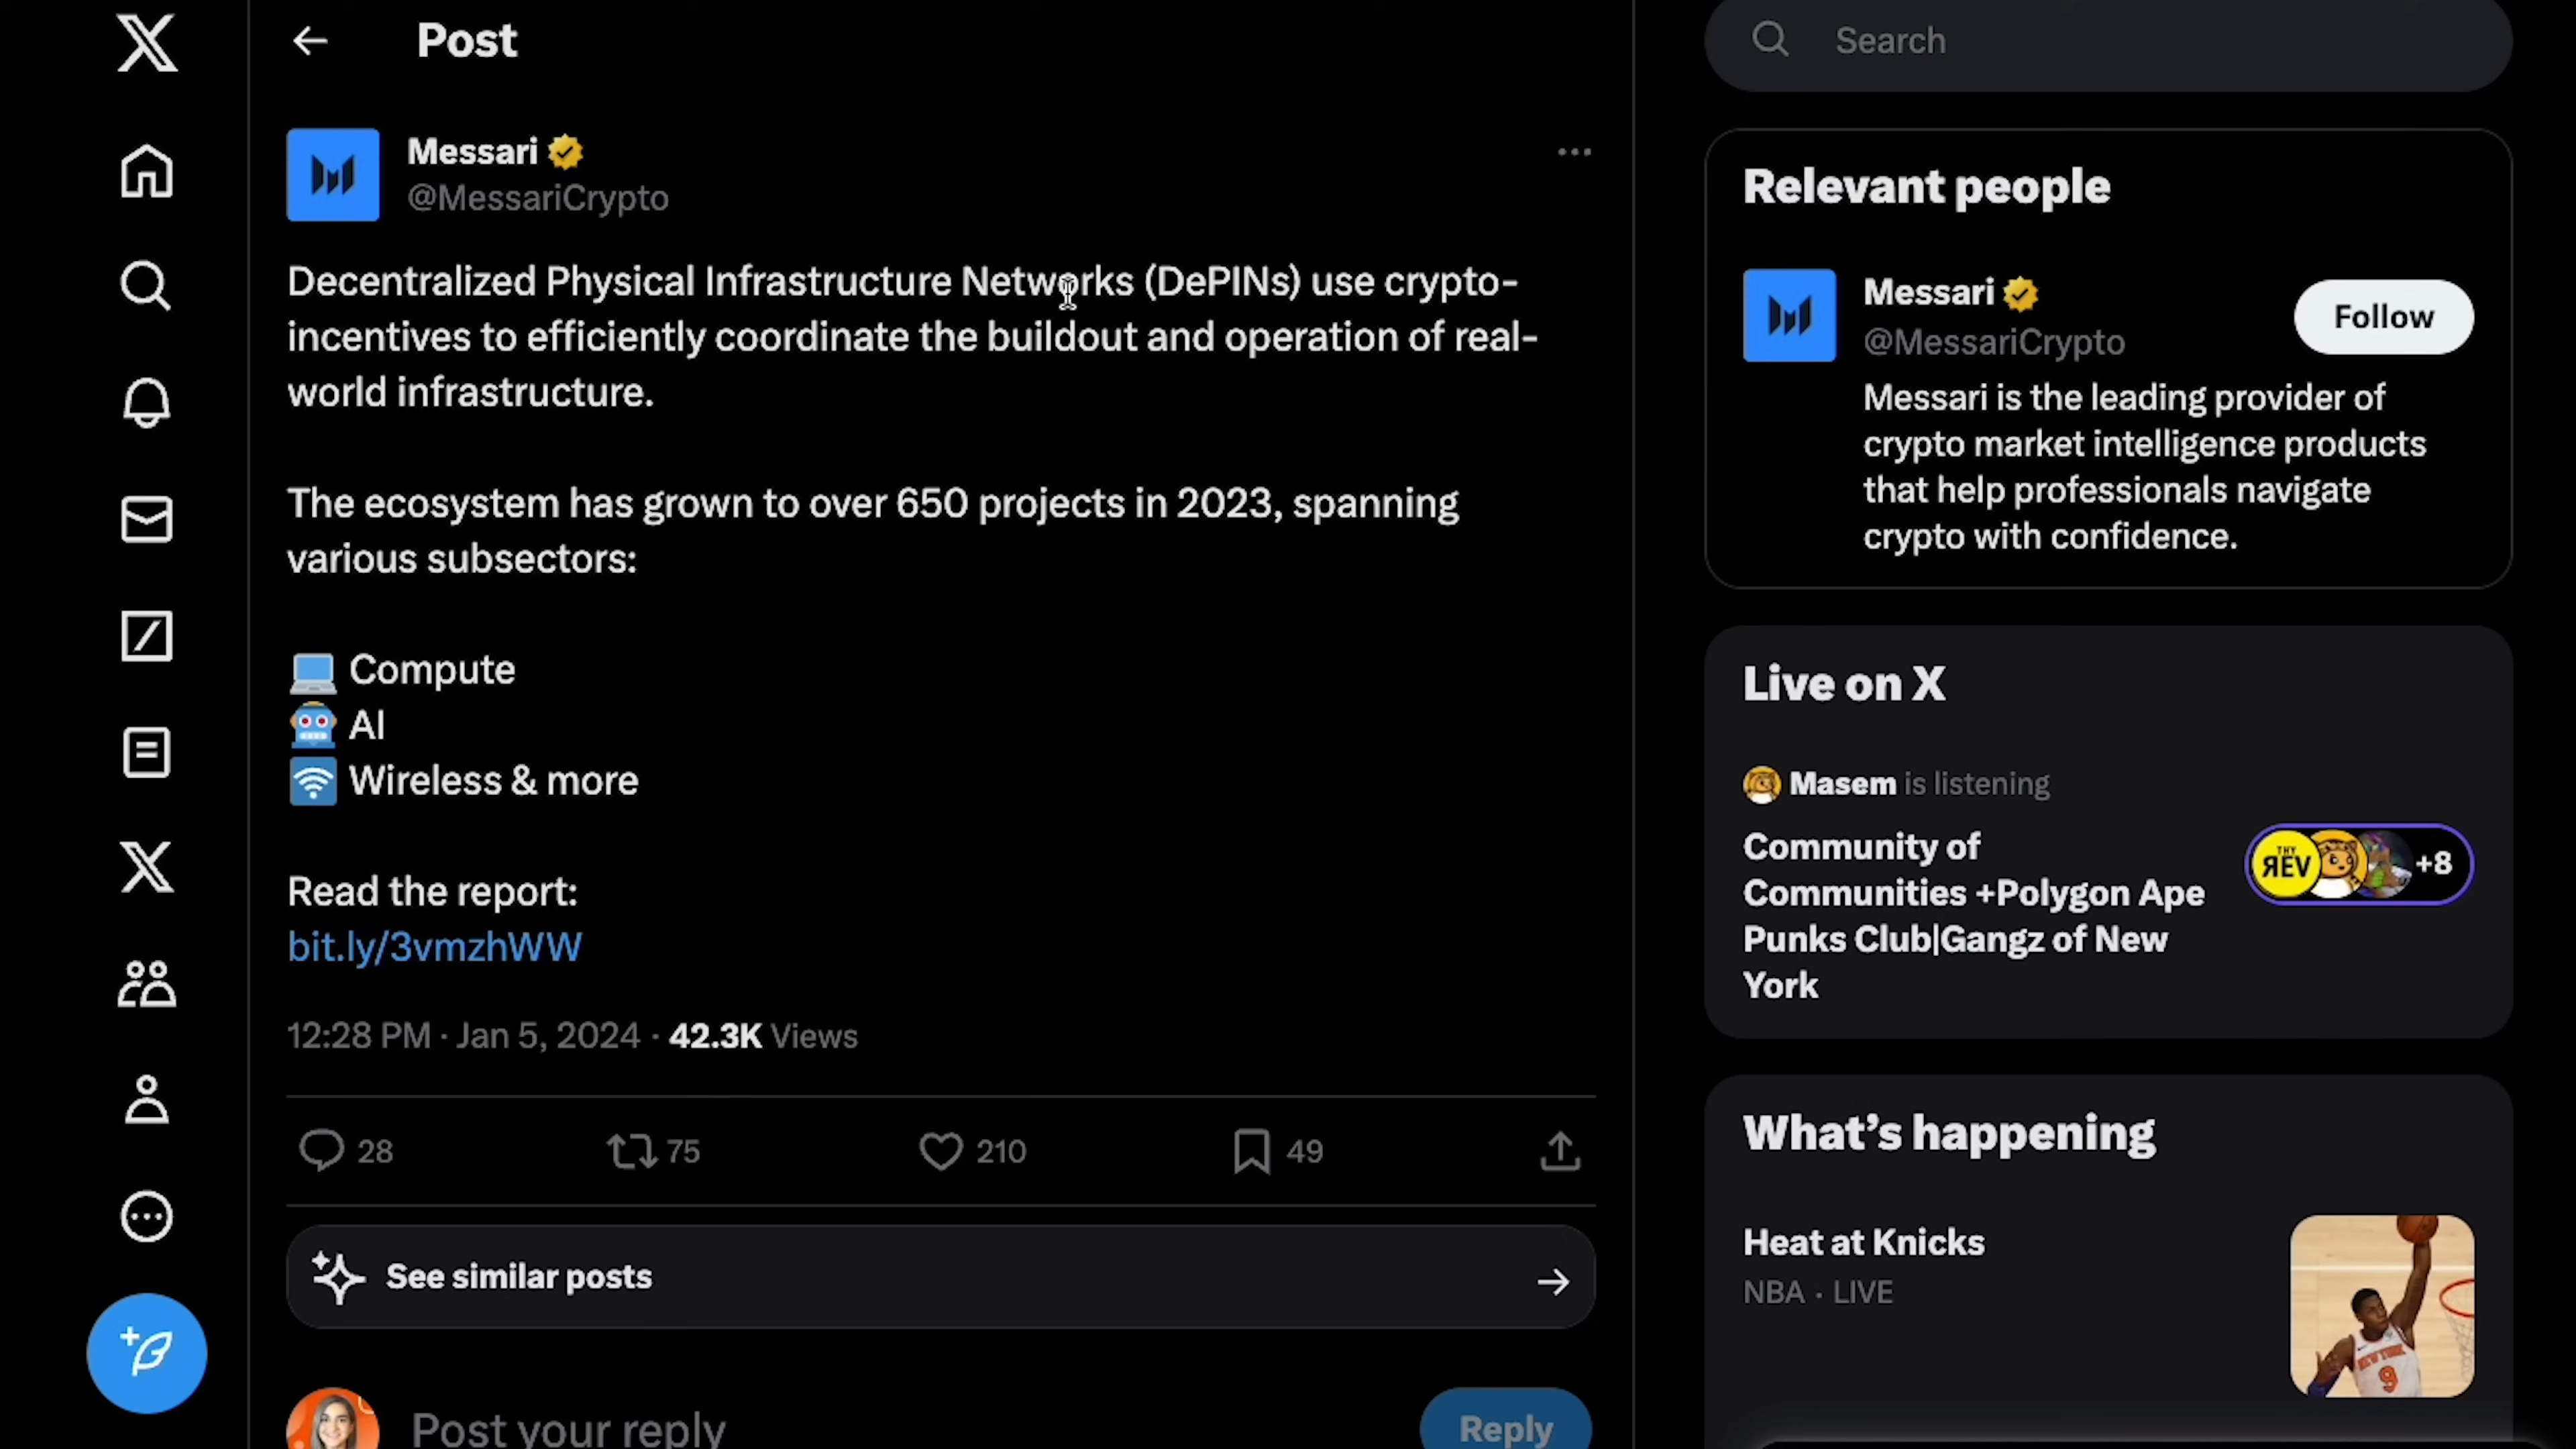 Post
Messari
@MessariCrypto
Decentralized Physical Infrastructure Networks (DePINs) use crypto-
incentives to efficiently coordinate the buildout and operation of real-
world infrastructure.
The ecosystem has grown to over 650 projects in 2023, spanning
various subsectors:
Compute
AI
Wireless & more
Read the report:
bit.ly/3vmzhWW
12:28 PM · Jan 5, 2024 · 42.3K Views
28 75 210 49
See similar posts
Post your reply
Reply
Search
Relevant people
Messari
@MessariCrypto
Follow
Messari is the leading provider of
crypto market intelligence products
that help professionals navigate
crypto with confidence.
Live on X
Masem is listening
Community of
Communities +Polygon Ape
Punks Club|Gangz of New
York
THY
ЯEV
+8
What's happening
Heat at Knicks
NBA · LIVE
NEW YORK
9